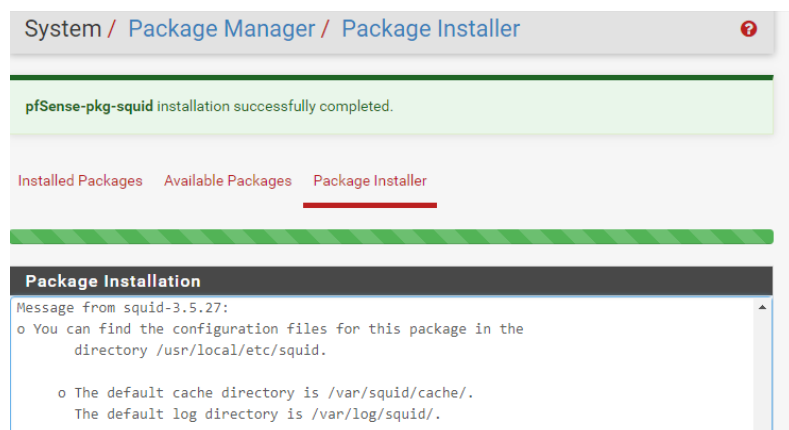 System / Package Manager / Package Installer
pfSense-pkg-squid installation successfully completed.
Installed Packages Available Packages Package Installer
Package Installation
Message from squid-3.5.27:
o You can find the configuration files for this package in the
directory /usr/local/etc/squid.
o The default cache directory is /var/squid/cache/.
The default log directory is /var/log/squid/.